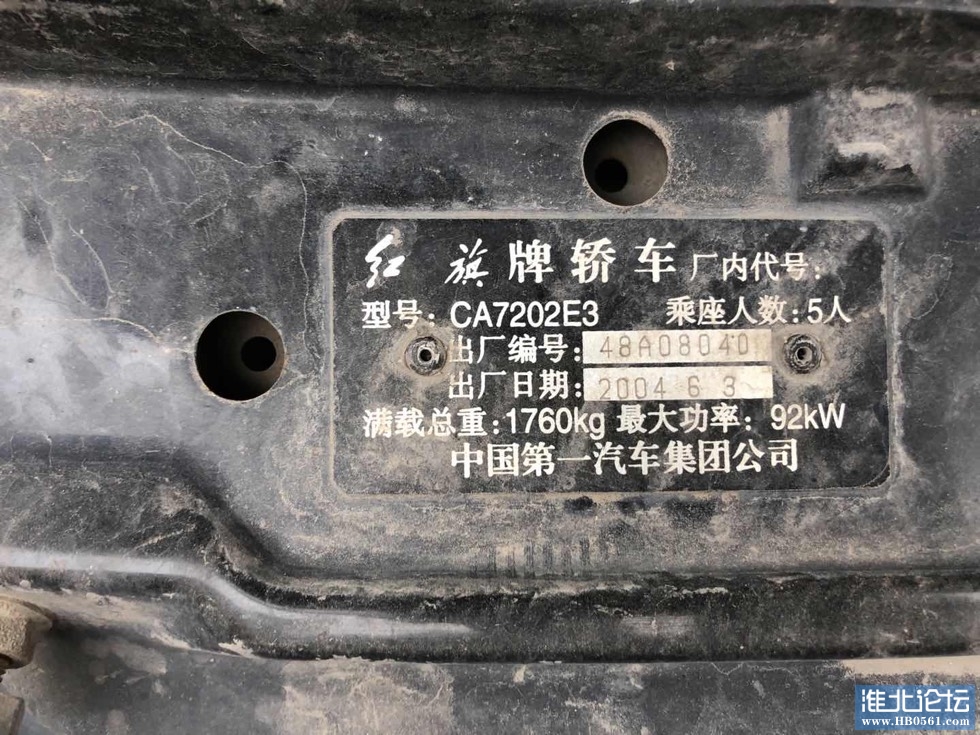 红旗牌轿车 厂内代号:
型号: CA7202E3 乘座人数:5人
出厂编号: 48A08040
出厂日期: 2004 6 3
满载总重:1760kg 最大功率: 92kW
中国第一汽车集团公司
淮北论坛
www.HB0561.com